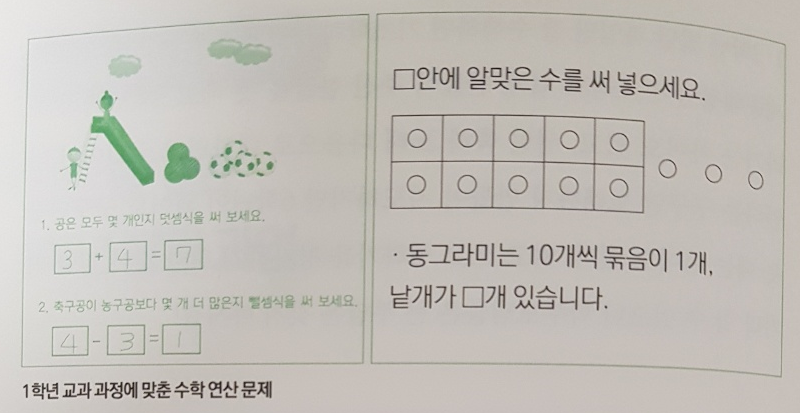 1. 공은 모두 몇 개인지 덧셈식을 써 보세요.
3 + 4 = 7
2. 축구공이 농구공보다 몇 개 더 많은지 뺄셈식을 써 보세요.
4 - 3 = 1
□안에 알맞은 수를 써 넣으세요.
· 동그라미는 10개씩 묶음이 1개,
낱개가 □개 있습니다.
1학년 교과 과정에 맞춘 수학 연산 문제